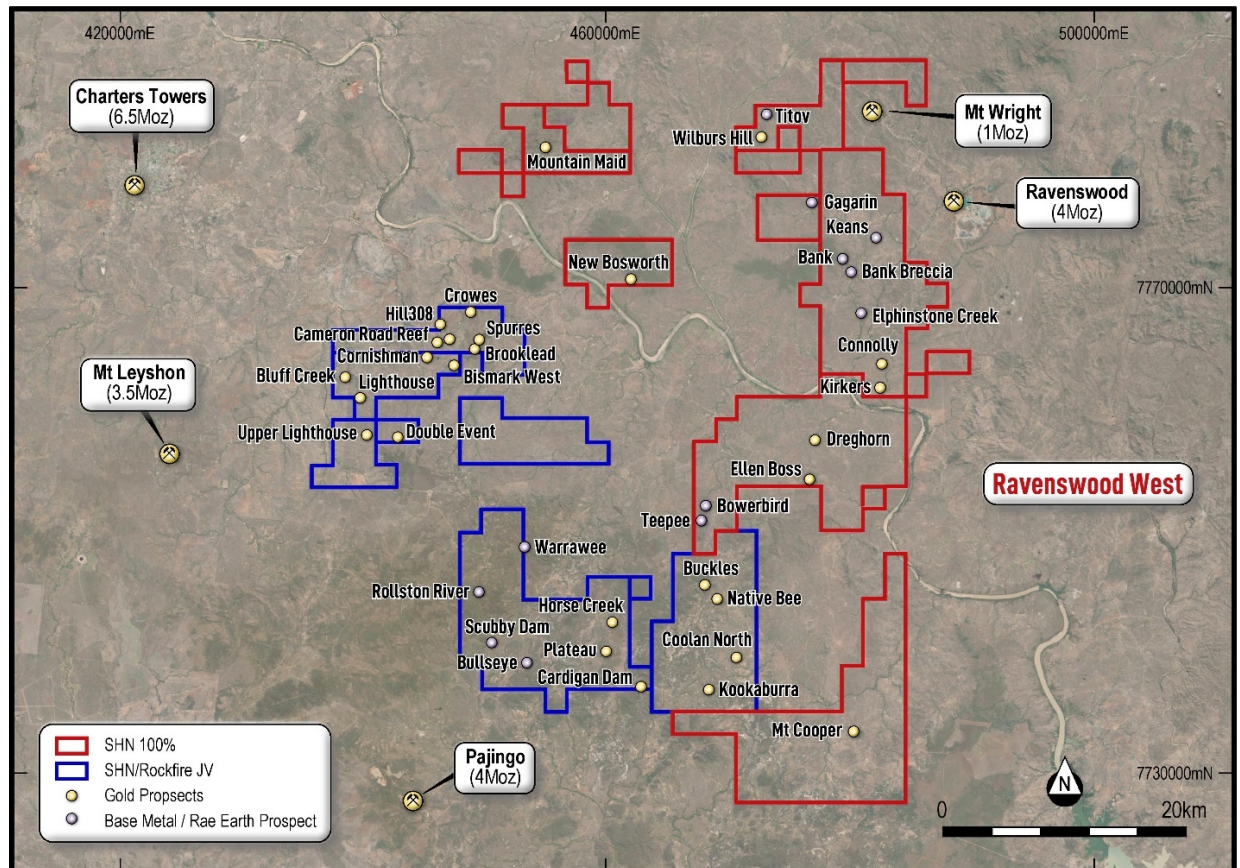 420000mE
460000mE
500000mE
Charters Towers
(6.5Moz)
Mt Wright
(1Moz)
Titov
Wilburs Hill
Mountain Maid
Ravenswood
(4Moz)
Gagarin
Keans
Bank
Bank Breccia
New Bosworth
7770000mN
Crowes
Hill308
Elphinstone Creek
Cameron Road Reef
Spurres
Cornishman
Brooklead
Connolly
Mt Leyshon
(3.5Moz)
Bluff Creek
Bismark West
Lighthouse
Kirkers
Upper Lighthouse
Double Event
Dreghorn
Ellen Boss
Ravenswood West
Bowerbird
Teepee
Warrawee
Buckles
Rollston River
Native Bee
Horse Creek
Scubby Dam
Coolan North
Plateau
Bullseye
Cardigan Dam
Kookaburra
Mt Cooper
SHN 100%
SHN/Rockfire JV
Gold Propsects
Base Metal / Rae Earth Prospect
Pajingo
(4Moz)
7730000mN
N
0
20km